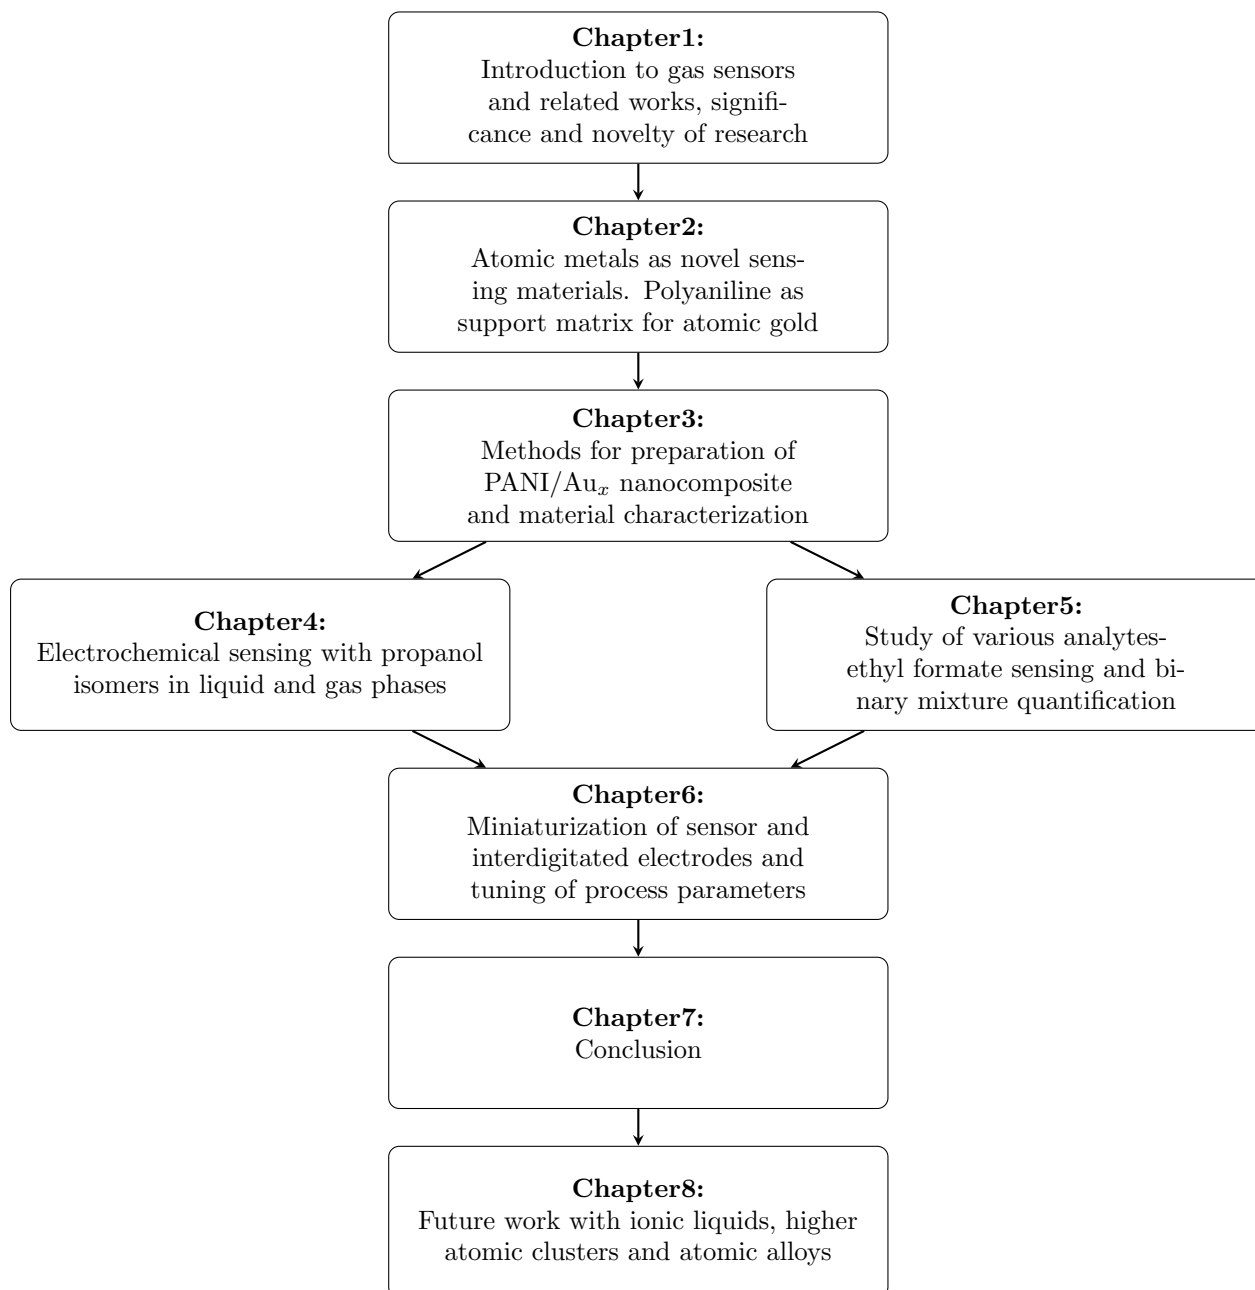 Chapter1:
Introduction to gas sensors
and related works, signifi-
cance and novelty of research
Chapter2:
Atomic metals as novel sens-
ing materials. Polyaniline as
support matrix for atomic gold
Chapter3:
Methods for preparation of
PANI/Auₓ nanocomposite
and material characterization
Chapter4:
Electrochemical sensing with propanol
isomers in liquid and gas phases
Chapter5:
Study of various analytes-
ethyl formate sensing and bi-
nary mixture quantification
Chapter6:
Miniaturization of sensor and
interdigitated electrodes and
tuning of process parameters
Chapter7:
Conclusion
Chapter8:
Future work with ionic liquids, higher
atomic clusters and atomic alloys